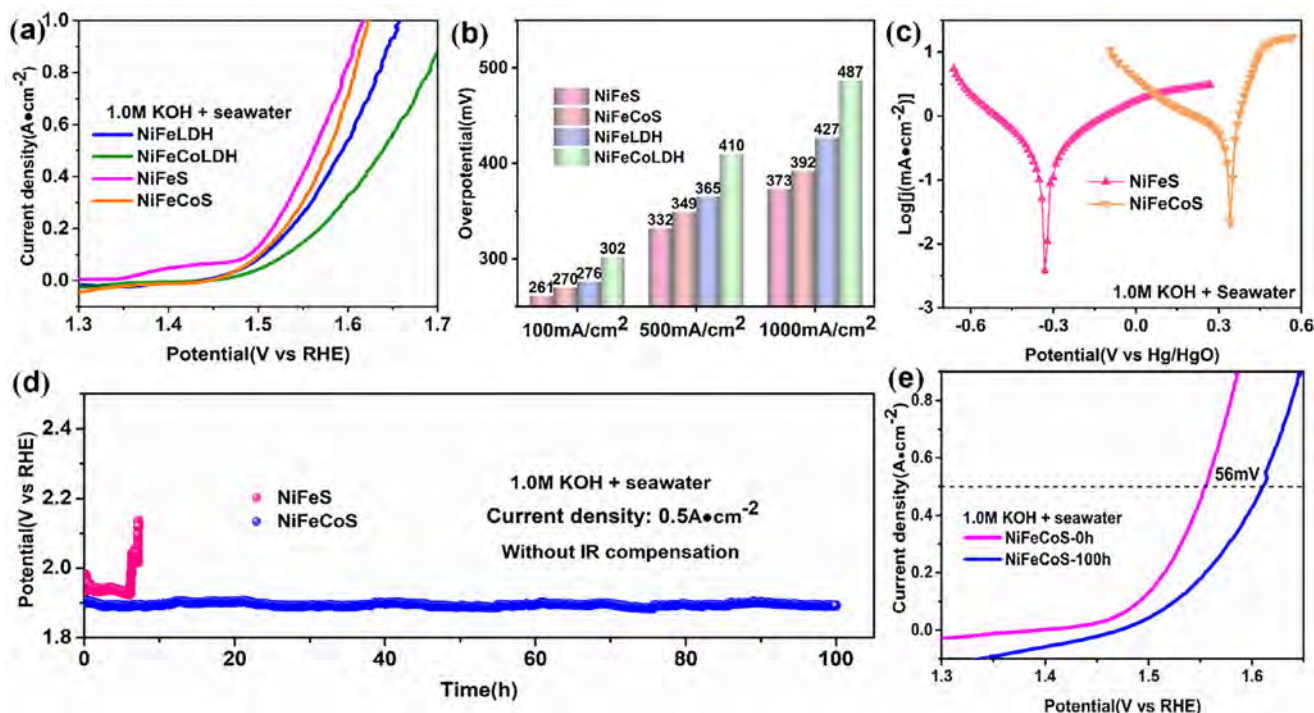 (a)
1.0
0.8
0.6
0.4
0.2
0.0
Current density(A•cm⁻²)
1.0M KOH + seawater
NiFeLDH
NiFeCoLDH
NiFeS
NiFeCoS
1.3 1.4 1.5 1.6 1.7
Potential(V vs RHE)
(b)
500
400
300
Overpotential(mV)
NiFeS
NiFeCoS
NiFeLDH
NiFeCoLDH
261 270 276 302
332 349 365 410
373 392 427 487
100mA/cm² 500mA/cm² 1000mA/cm²
(c)
2
1
0
-1
-2
-3
Log[j(mA•cm⁻²)]
NiFeS
NiFeCoS
1.0M KOH + Seawater
-0.6 -0.3 0.0 0.3 0.6
Potential(V vs Hg/HgO)
(d)
2.4
2.2
2.0
1.8
Potential(V vs RHE)
NiFeS
NiFeCoS
1.0M KOH + seawater
Current density: 0.5A•cm⁻²
Without IR compensation
0 20 40 60 80 100
Time(h)
(e)
0.8
0.6
0.4
0.2
0.0
Current density(A•cm⁻²)
56mV
1.0M KOH + seawater
NiFeCoS-0h
NiFeCoS-100h
1.3 1.4 1.5 1.6
Potential(V vs RHE)